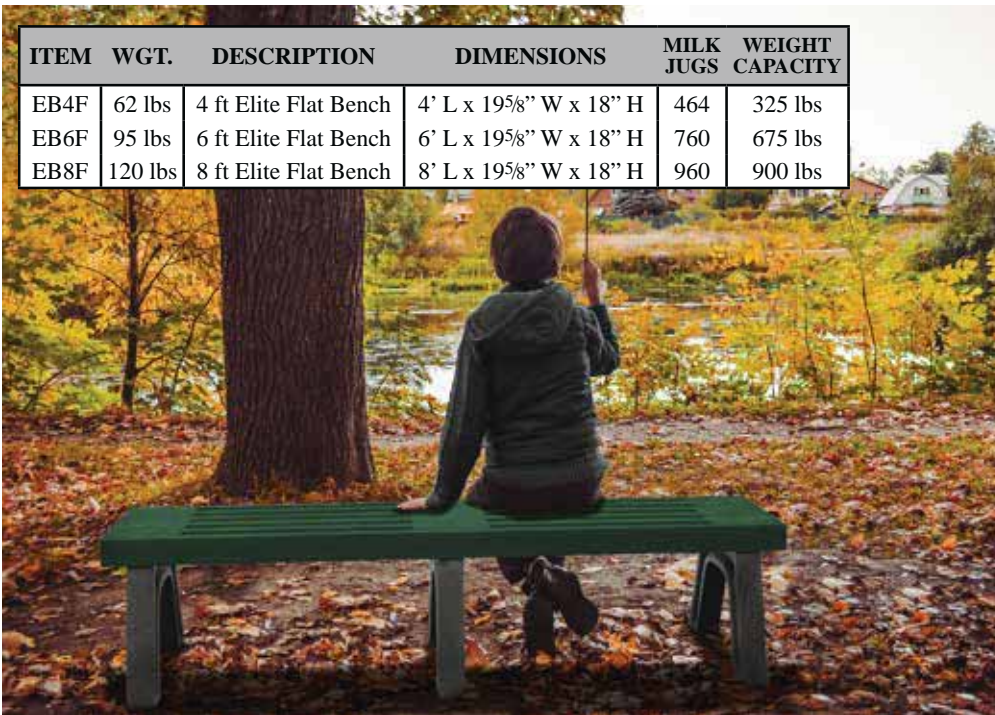 ITEM WGT. DESCRIPTION DIMENSIONS MILK JUGS WEIGHT CAPACITY
EB4F 62 lbs 4 ft Elite Flat Bench 4’ L x 195/8” W x 18” H 464 325 lbs
EB6F 95 lbs 6 ft Elite Flat Bench 6’ L x 195/8” W x 18” H 760 675 lbs
EB8F 120 lbs 8 ft Elite Flat Bench 8’ L x 195/8” W x 18” H 960 900 lbs